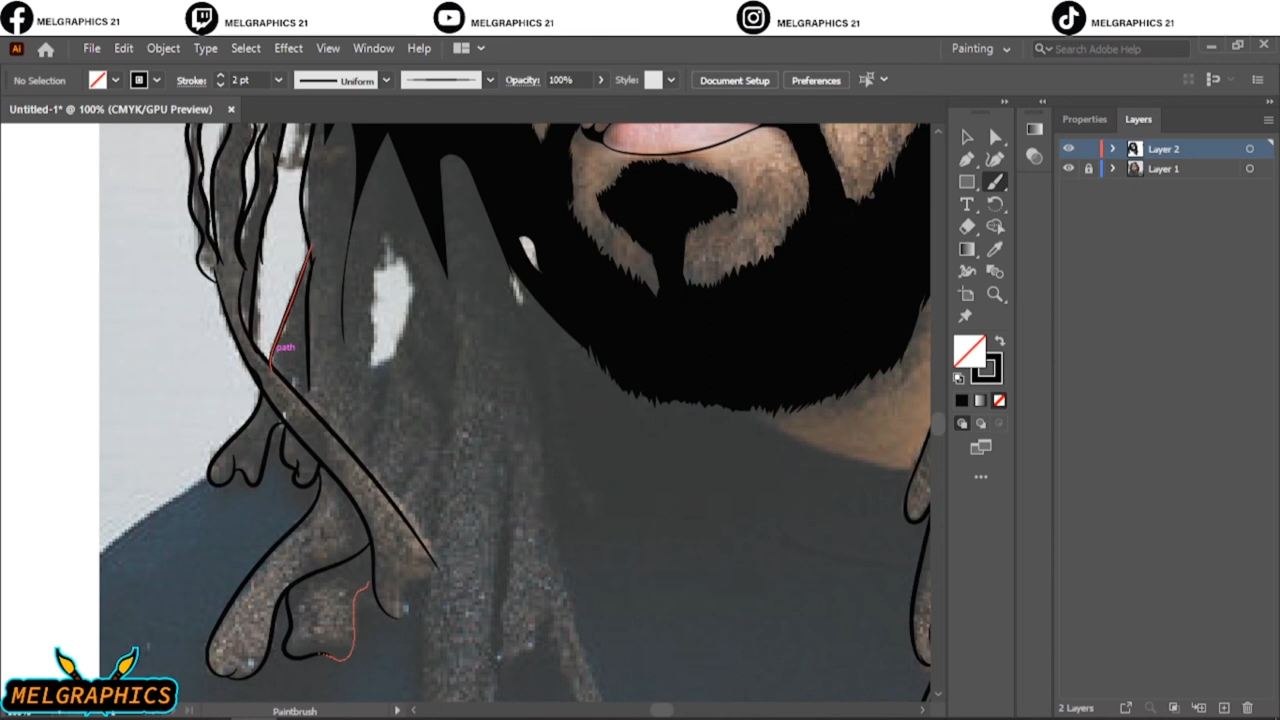 MELGRAPHICS 21 MELGRAPHICS 21 MELGRAPHICS 21 MELGRAPHICS 21 MELGRAPHICS 21
Ai File Edit Object Type Select Effect View Window Help Painting Search Adobe Help
No Selection Stroke: 2 pt Uniform Opacity: 100% Style: Document Setup Preferences
Untitled-1* @ 100% (CMYK/GPU Preview)
Properties Layers
Layer 2
Layer 1
path
MELGRAPHICS
Paintbrush
2 Layers